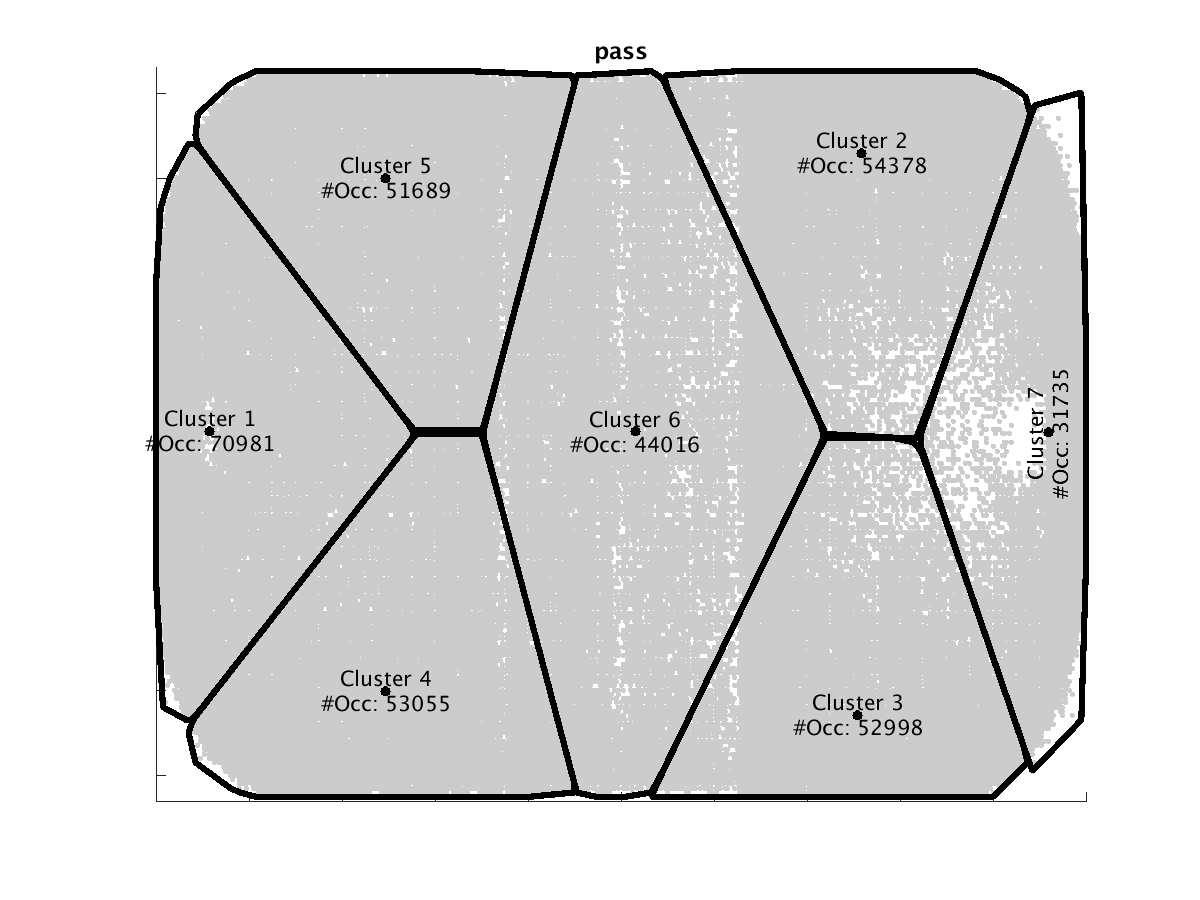 pass
Cluster 5
#Occ: 51689
Cluster 2
#Occ: 54378
Cluster 1
#Occ: 70981
Cluster 6
#Occ: 44016
Cluster 7
#Occ: 31735
Cluster 4
#Occ: 53055
Cluster 3
#Occ: 52998